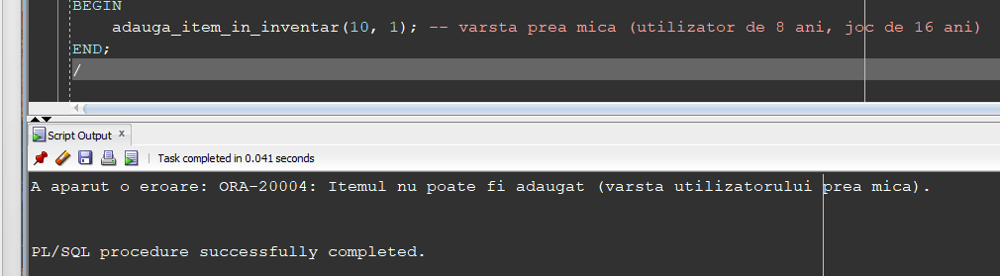 BEGIN
adauga_item_in_inventar(10, 1); -- varsta prea mica (utilizator de 8 ani, joc de 16 ani)
END;
/
Script Output x
Task completed in 0.041 seconds
A aparut o eroare: ORA-20004: Itemul nu poate fi adaugat (varsta utilizatorului prea mica).
PL/SQL procedure successfully completed.